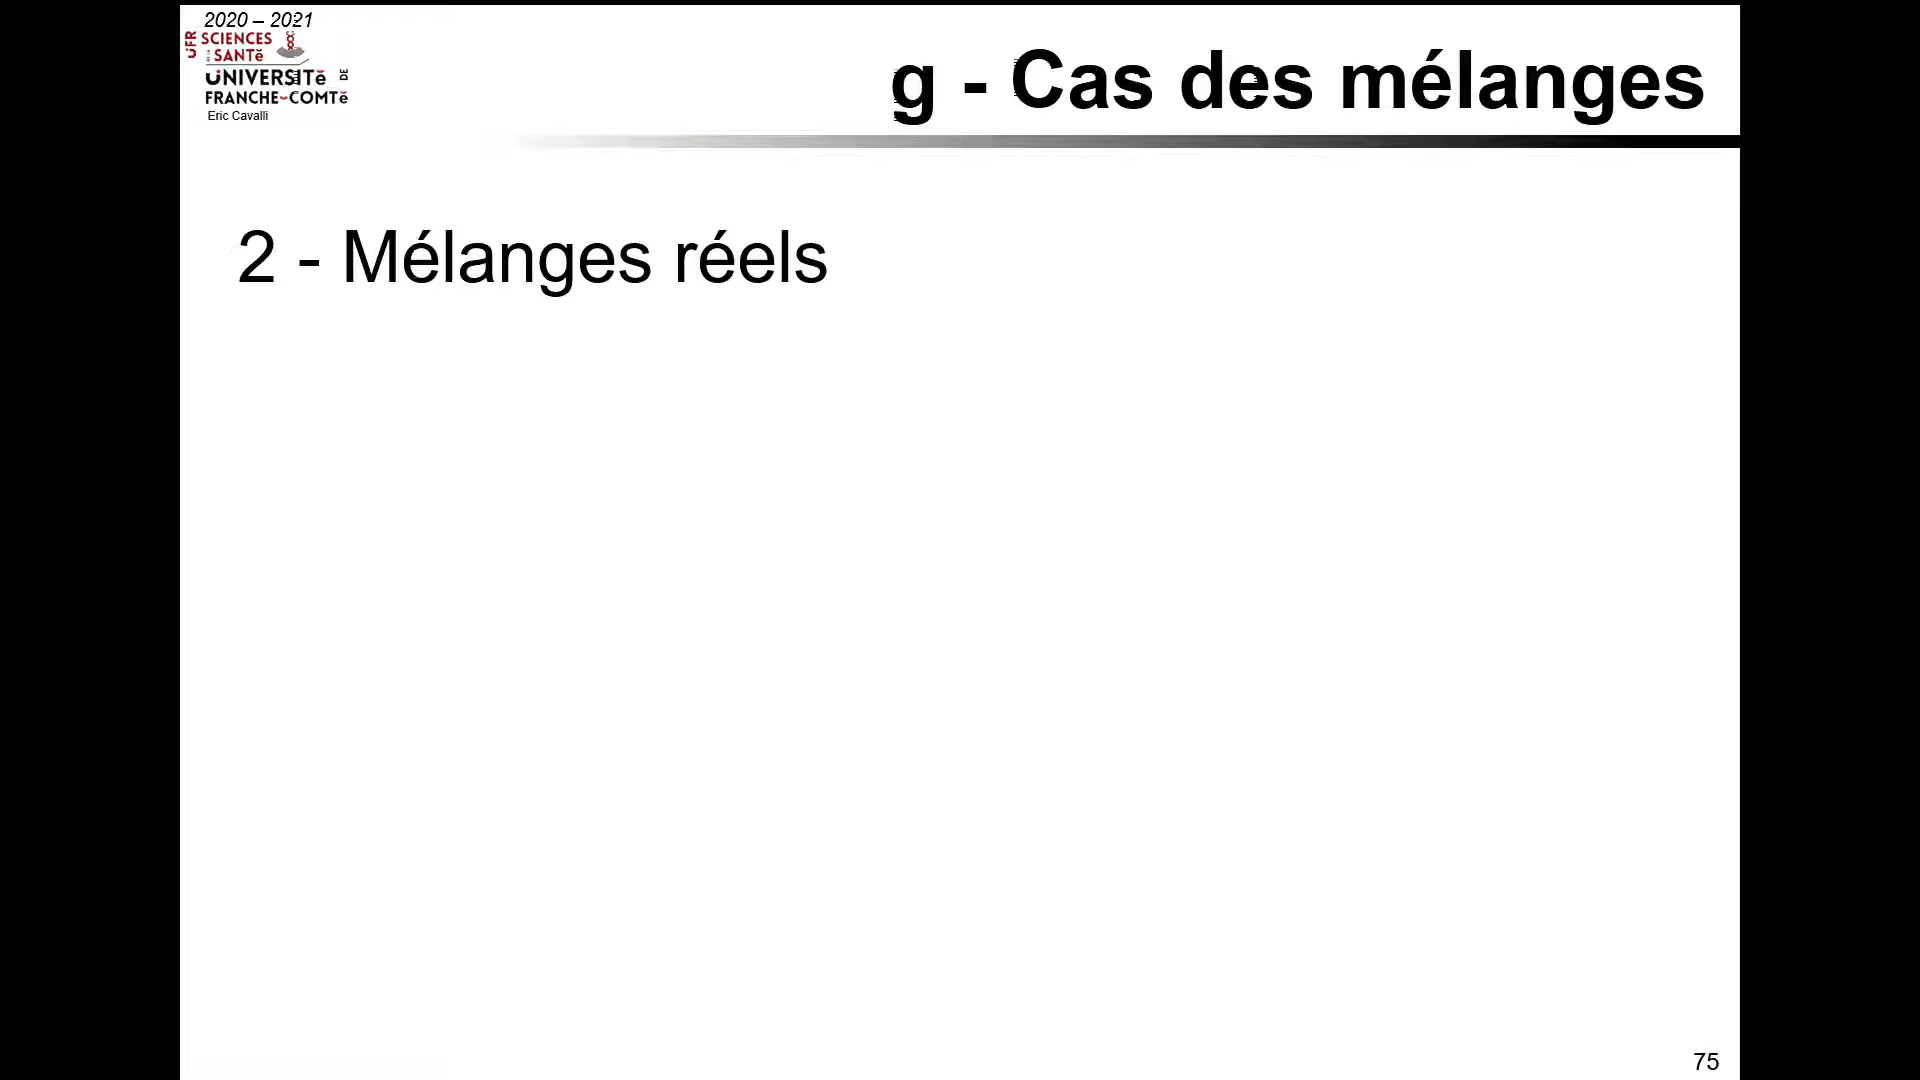 2020 – 2021
UFR SCIENCES
SANTé
UNIVERSITé DE
FRANCHE-COMTé
Eric Cavalli
g - Cas des mélanges
2 - Mélanges réels
75